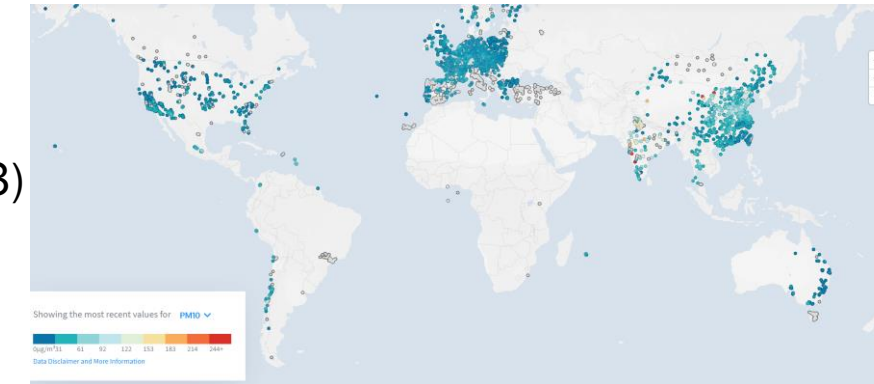 3)
Showing the most recent values for PM10
0µg/m³ 31 61 92 122 153 183 214 244+
Data Disclaimer and More Information